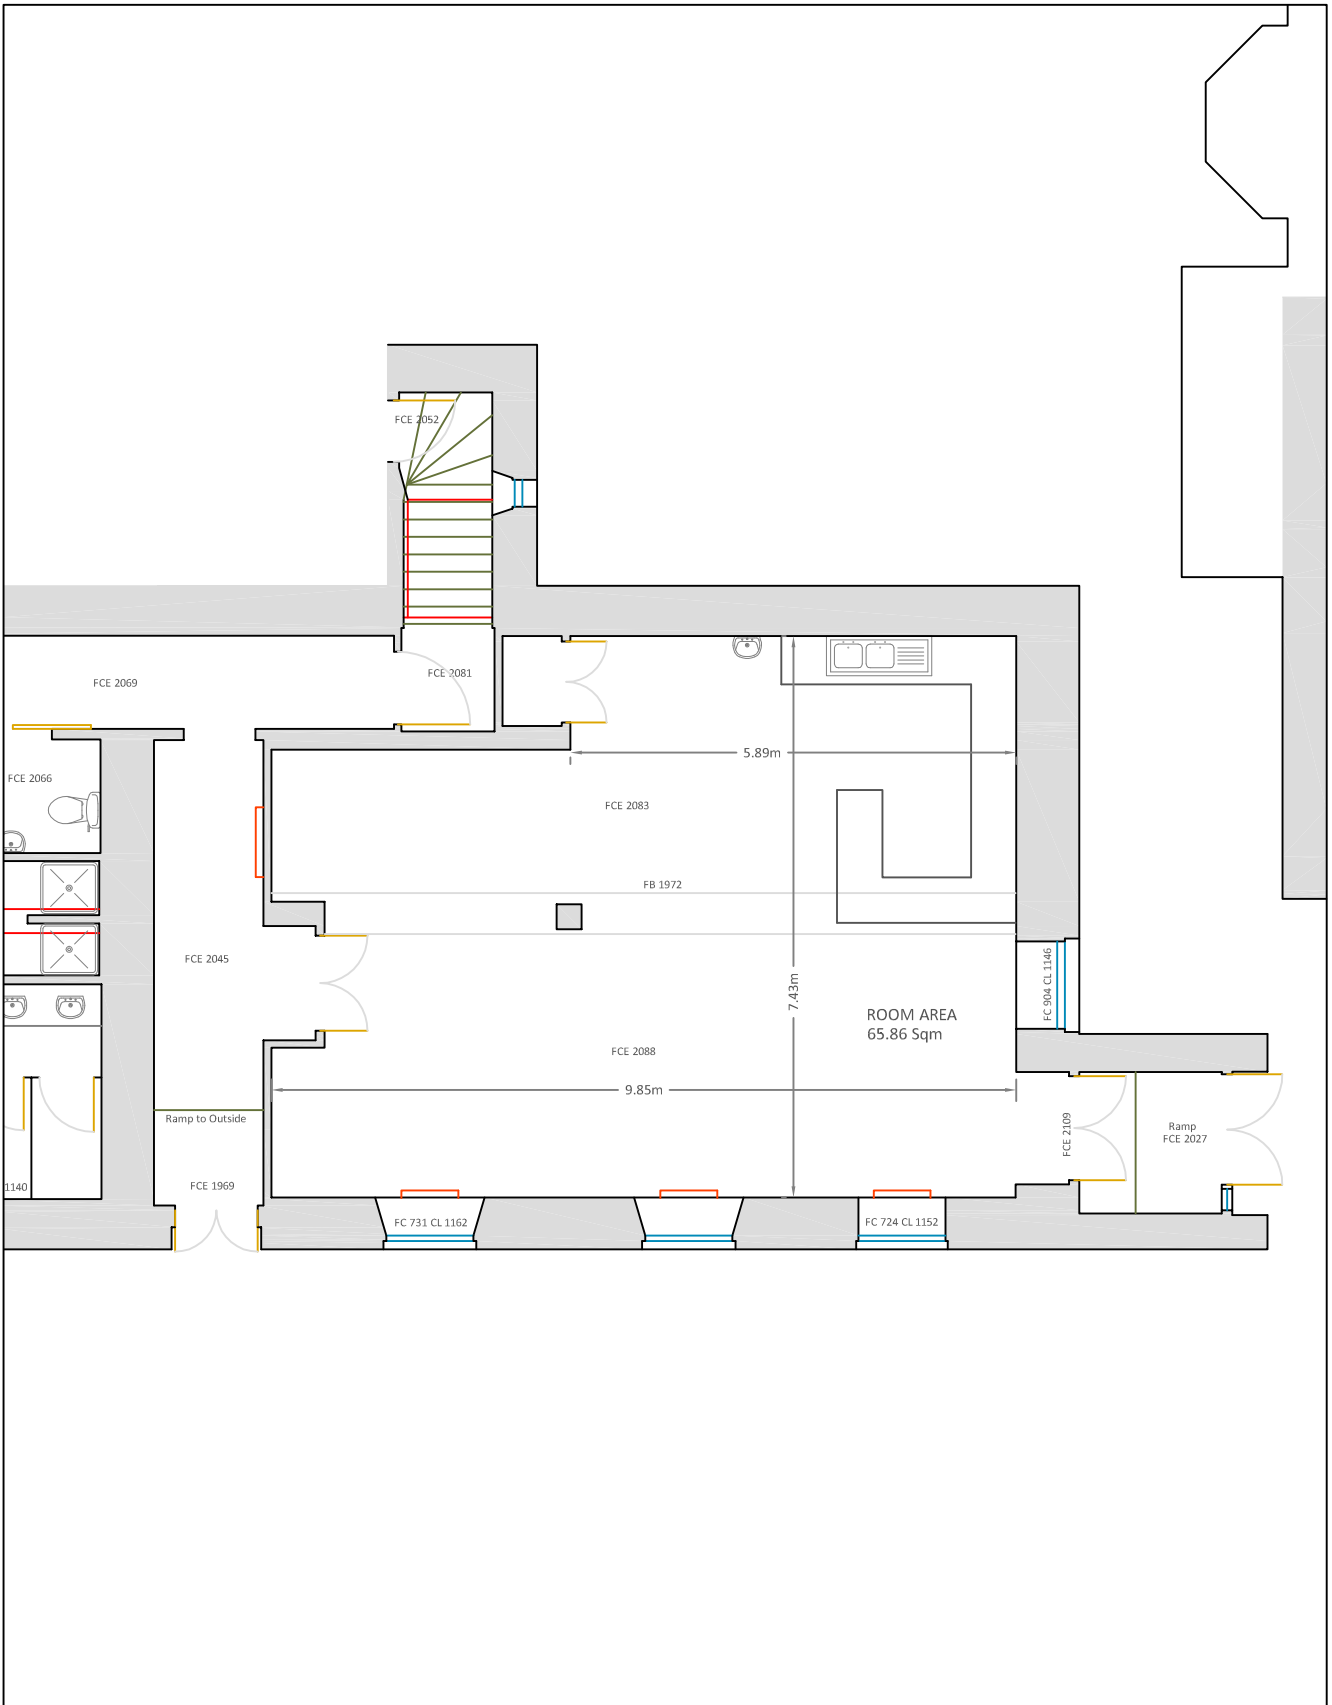 FCE 2052
FCE 2081
FCE 2069
5.89m
FCE 2066
FCE 2083
FB 1972
FCE 2045
FC 904 CL 1146
7.43m
ROOM AREA
65.86 Sqm
FCE 2088
9.85m
Ramp to Outside
FCE 2109
Ramp
FCE 2027
1140
FCE 1969
FC 731 CL 1162
FC 724 CL 1152